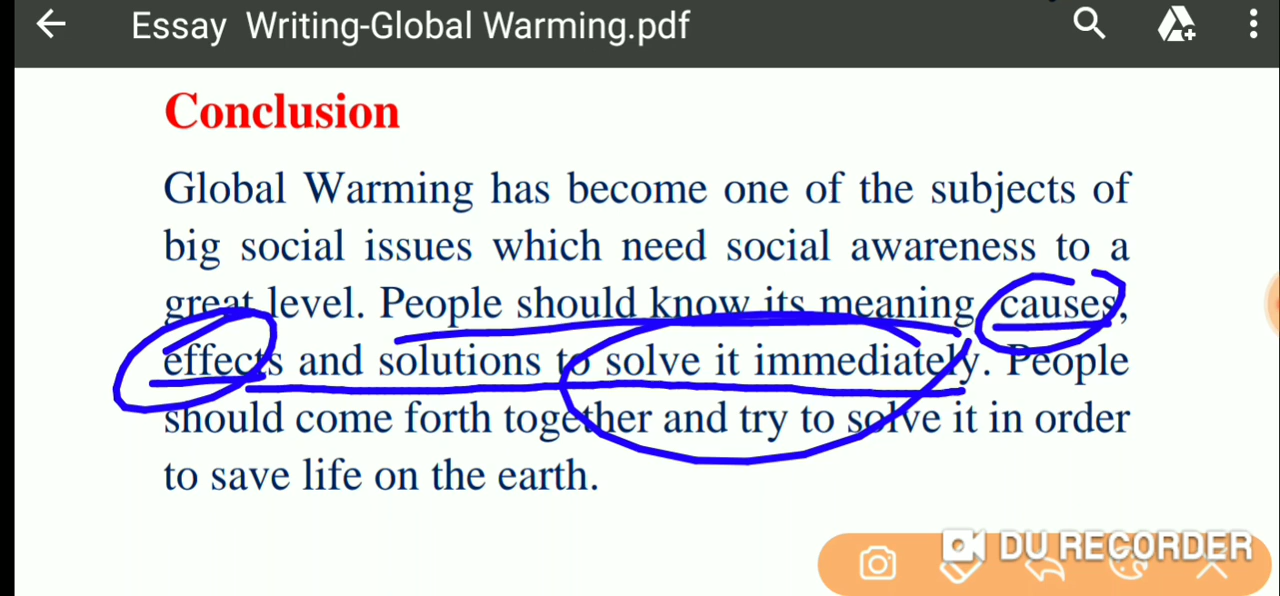 Essay Writing-Global Warming.pdf
Conclusion
Global Warming has become one of the subjects of
big social issues which need social awareness to a
great level. People should know its meaning, causes,
effects and solutions to solve it immediately. People
should come forth together and try to solve it in order
to save life on the earth.
DU RECORDER